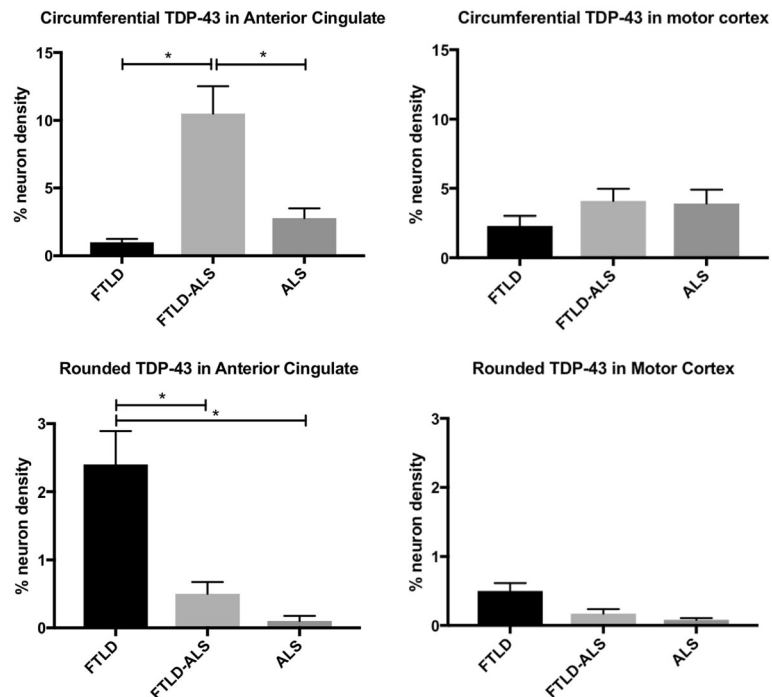 Circumferential TDP-43 in Anterior Cingulate
% neuron density
15
10
5
0
*
*
FTLD
FTLD-ALS
ALS
Circumferential TDP-43 in motor cortex
% neuron density
15
10
5
0
FTLD
FTLD-ALS
ALS
Rounded TDP-43 in Anterior Cingulate
% neuron density
3
2
1
0
*
*
FTLD
FTLD-ALS
ALS
Rounded TDP-43 in Motor Cortex
% neuron density
3
2
1
0
FTLD
FTLD-ALS
ALS